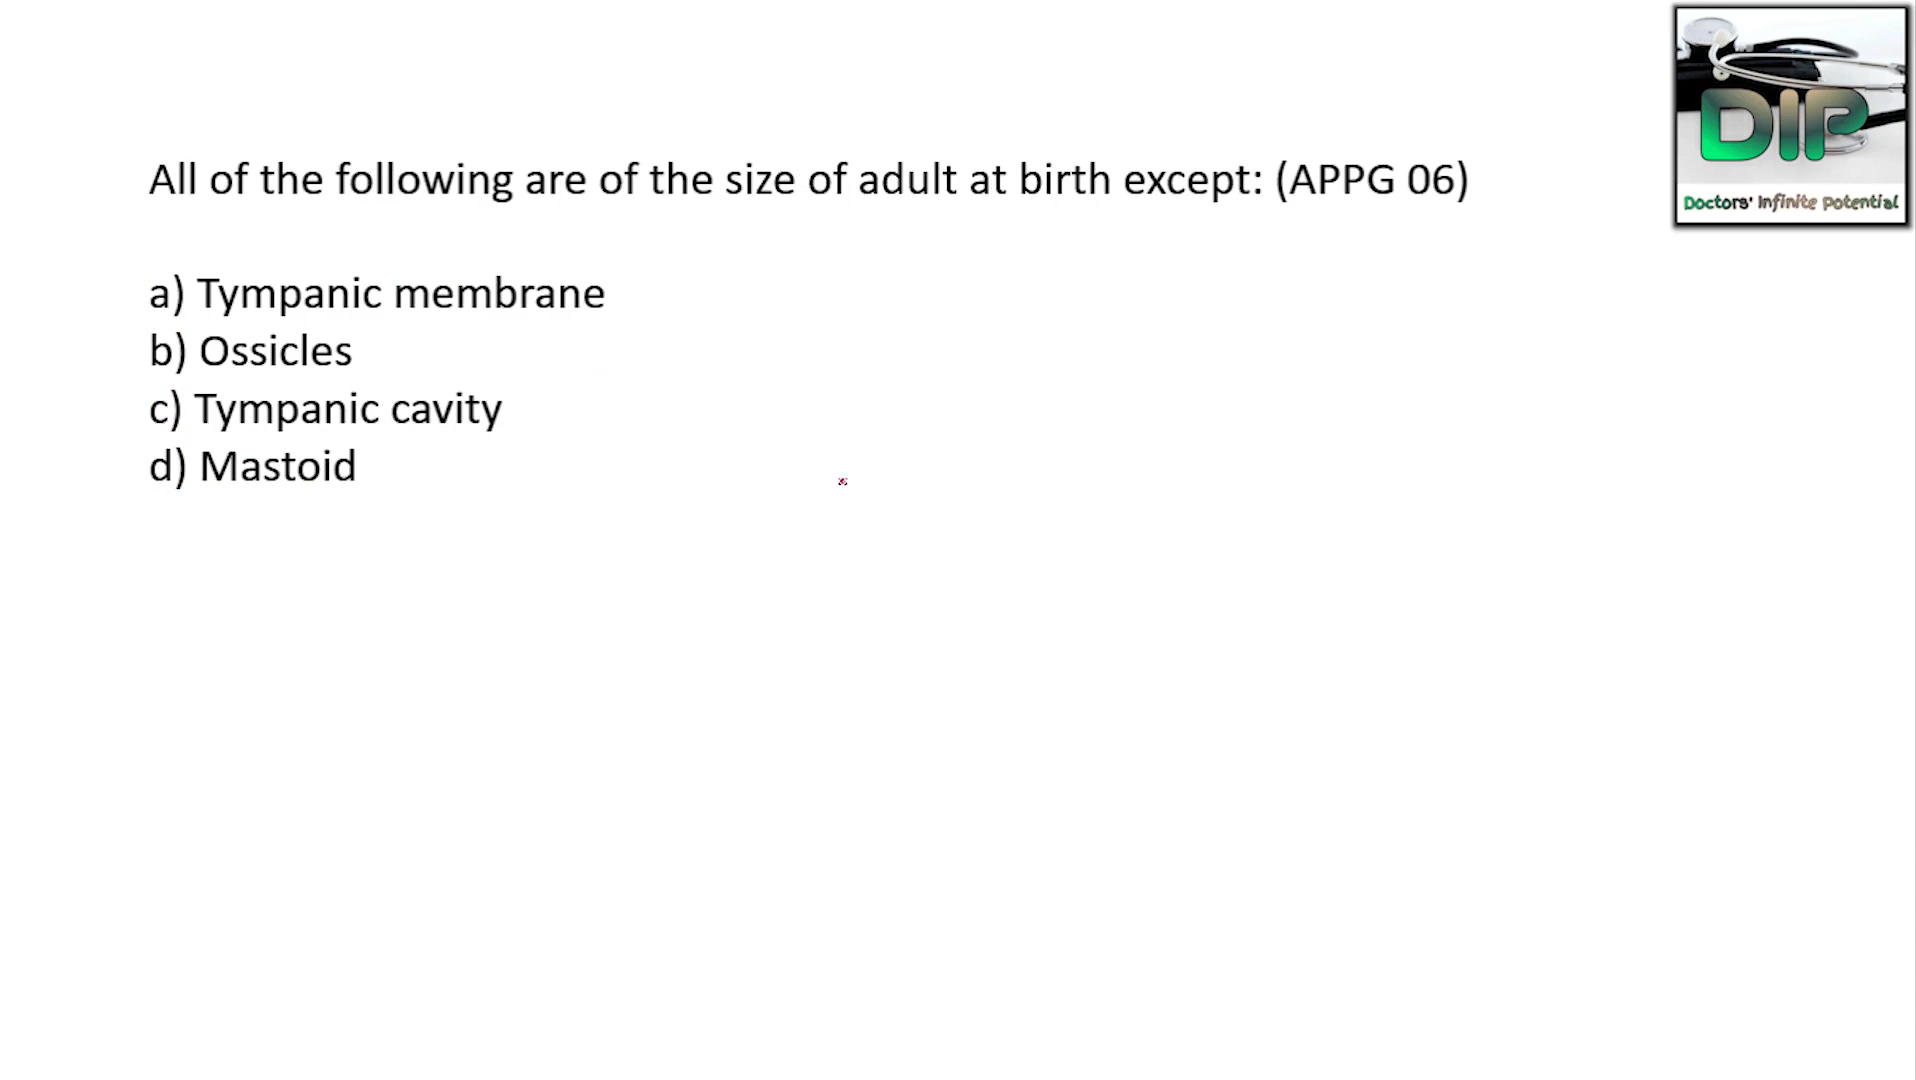 All of the following are of the size of adult at birth except: (APPG 06)
a) Tympanic membrane
b) Ossicles
c) Tympanic cavity
d) Mastoid
DIP
Doctors' Infinite Potential